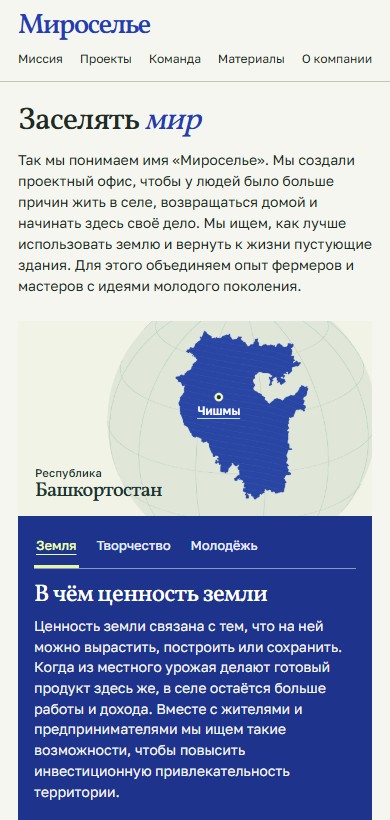 Мироселье
Миссия Проекты Команда Материалы О компании
Заселять мир
Так мы понимаем имя «Мироселье». Мы создали
проектный офис, чтобы у людей было больше
причин жить в селе, возвращаться домой и
начинать здесь своё дело. Мы ищем, как лучше
использовать землю и вернуть к жизни пустующие
здания. Для этого объединяем опыт фермеров и
мастеров с идеями молодого поколения.
Чишмы
Республика
Башкортостан
Земля Творчество Молодёжь
В чём ценность земли
Ценность земли связана с тем, что на ней
можно вырастить, построить или сохранить.
Когда из местного урожая делают готовый
продукт здесь же, в селе остаётся больше
работы и дохода. Вместе с жителями и
предпринимателями мы ищем такие
возможности, чтобы повысить
инвестиционную привлекательность
территории.